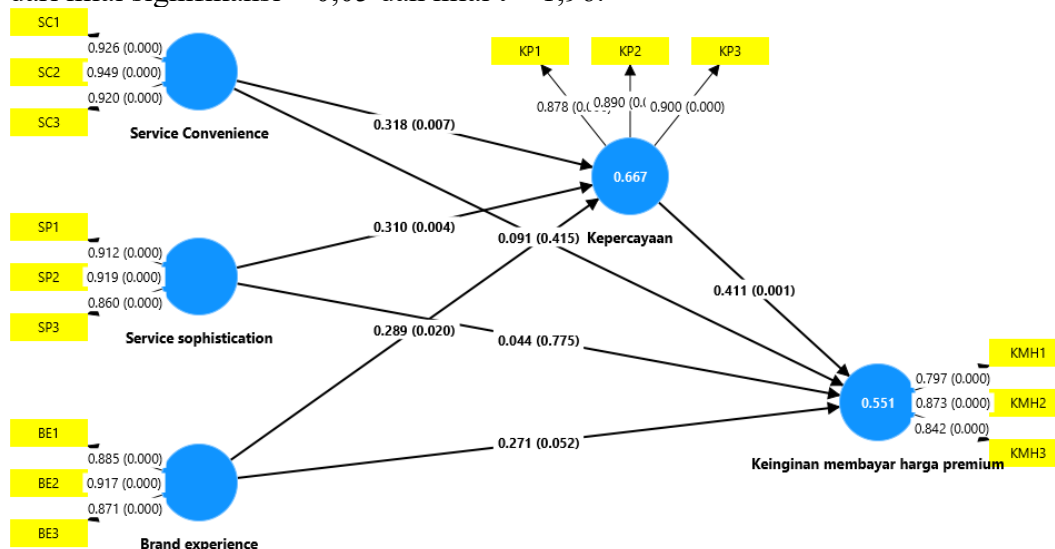 SC1
0.926 (0.000)
SC2
0.949 (0.000)
0.920 (0.000)
SC3
Service Convenience
KP1
KP2
KP3
0.878
0.890
0.900 (0.000)
0.318 (0.007)
0.667
Kepercayaan
SP1
0.912 (0.000)
SP2
0.919 (0.000)
0.860 (0.000)
SP3
Service sophistication
0.310 (0.004)
0.091 (0.415)
0.411 (0.001)
0.289 (0.020)
0.044 (0.775)
KMH1
0.797 (0.000)
0.551
0.873 (0.000)
KMH2
0.842 (0.000)
KMH3
Keinginan membayar harga premium
BE1
0.885 (0.000)
BE2
0.917 (0.000)
0.871 (0.000)
BE3
Brand experience
0.271 (0.052)